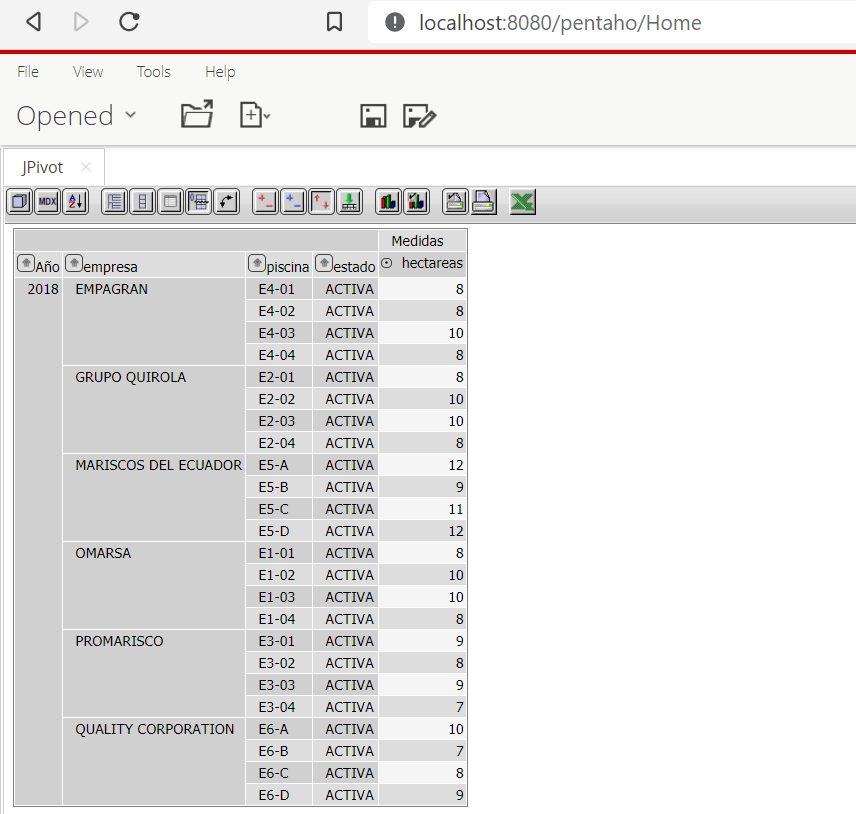 localhost:8080/pentaho/Home
File View Tools Help
Opened
JPivot
MDX
Medidas
Año empresa piscina estado hectareas
2018 EMPAGRAN E4-01 ACTIVA 8
E4-02 ACTIVA 8
E4-03 ACTIVA 10
E4-04 ACTIVA 8
GRUPO QUIROLA E2-01 ACTIVA 8
E2-02 ACTIVA 10
E2-03 ACTIVA 10
E2-04 ACTIVA 8
MARISCOS DEL ECUADOR E5-A ACTIVA 12
E5-B ACTIVA 9
E5-C ACTIVA 11
E5-D ACTIVA 12
OMARSA E1-01 ACTIVA 8
E1-02 ACTIVA 10
E1-03 ACTIVA 10
E1-04 ACTIVA 8
PROMARISCO E3-01 ACTIVA 9
E3-02 ACTIVA 8
E3-03 ACTIVA 9
E3-04 ACTIVA 7
QUALITY CORPORATION E6-A ACTIVA 10
E6-B ACTIVA 7
E6-C ACTIVA 8
E6-D ACTIVA 9